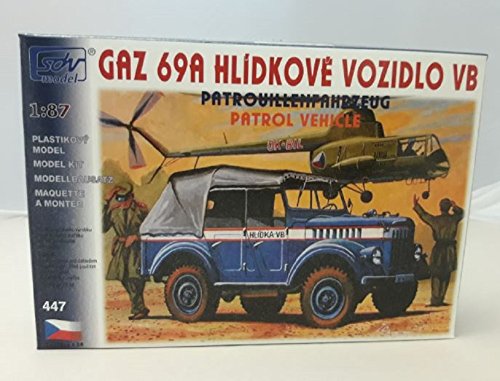 sdv
model
®
GAZ 69A HLÍDKOVĚ VOZIDLO VB
PATROUILLENFAHRZEUG
PATROL VEHICLE
1:87
PLASTIKOVÝ
MODEL
MODEL KIT
MODELLBAUSATZ
MAQUETTE
A MONTER
OK-BIL
HLÍDKA VB
447